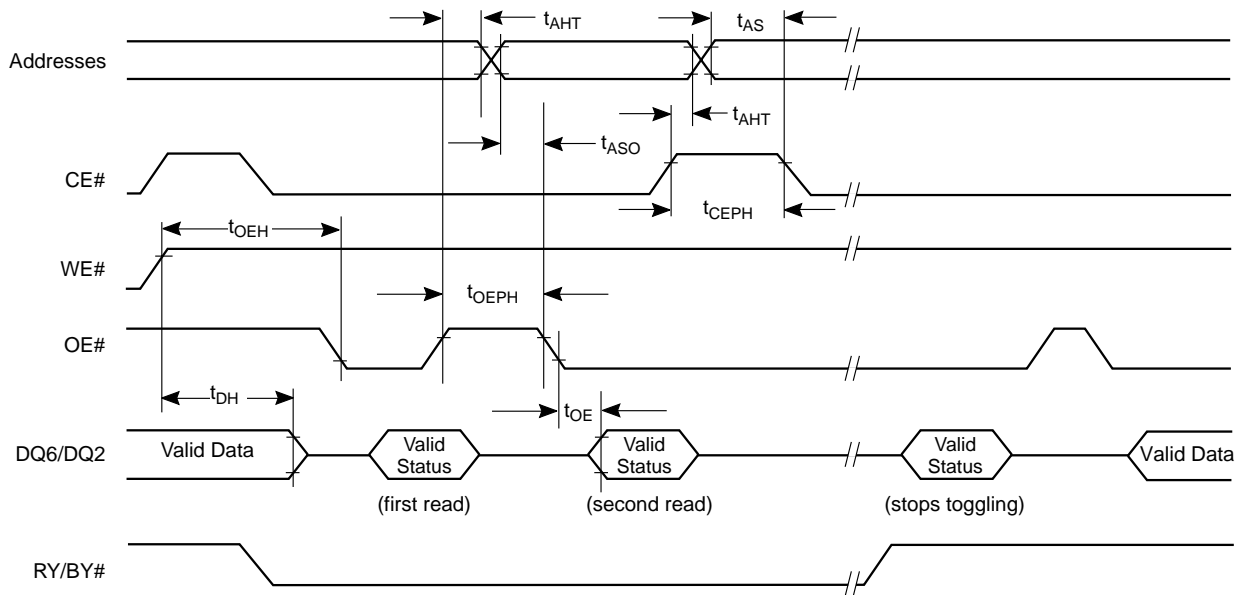 tAHT
tAS
Addresses
tAHT
tASO
CE#
tCEPH
tOEH
WE#
tOEPH
OE#
tDH
tOE
DQ6/DQ2
Valid Data
Valid
Status
Valid
Status
Valid
Status
Valid Data
(first read)
(second read)
(stops toggling)
RY/BY#